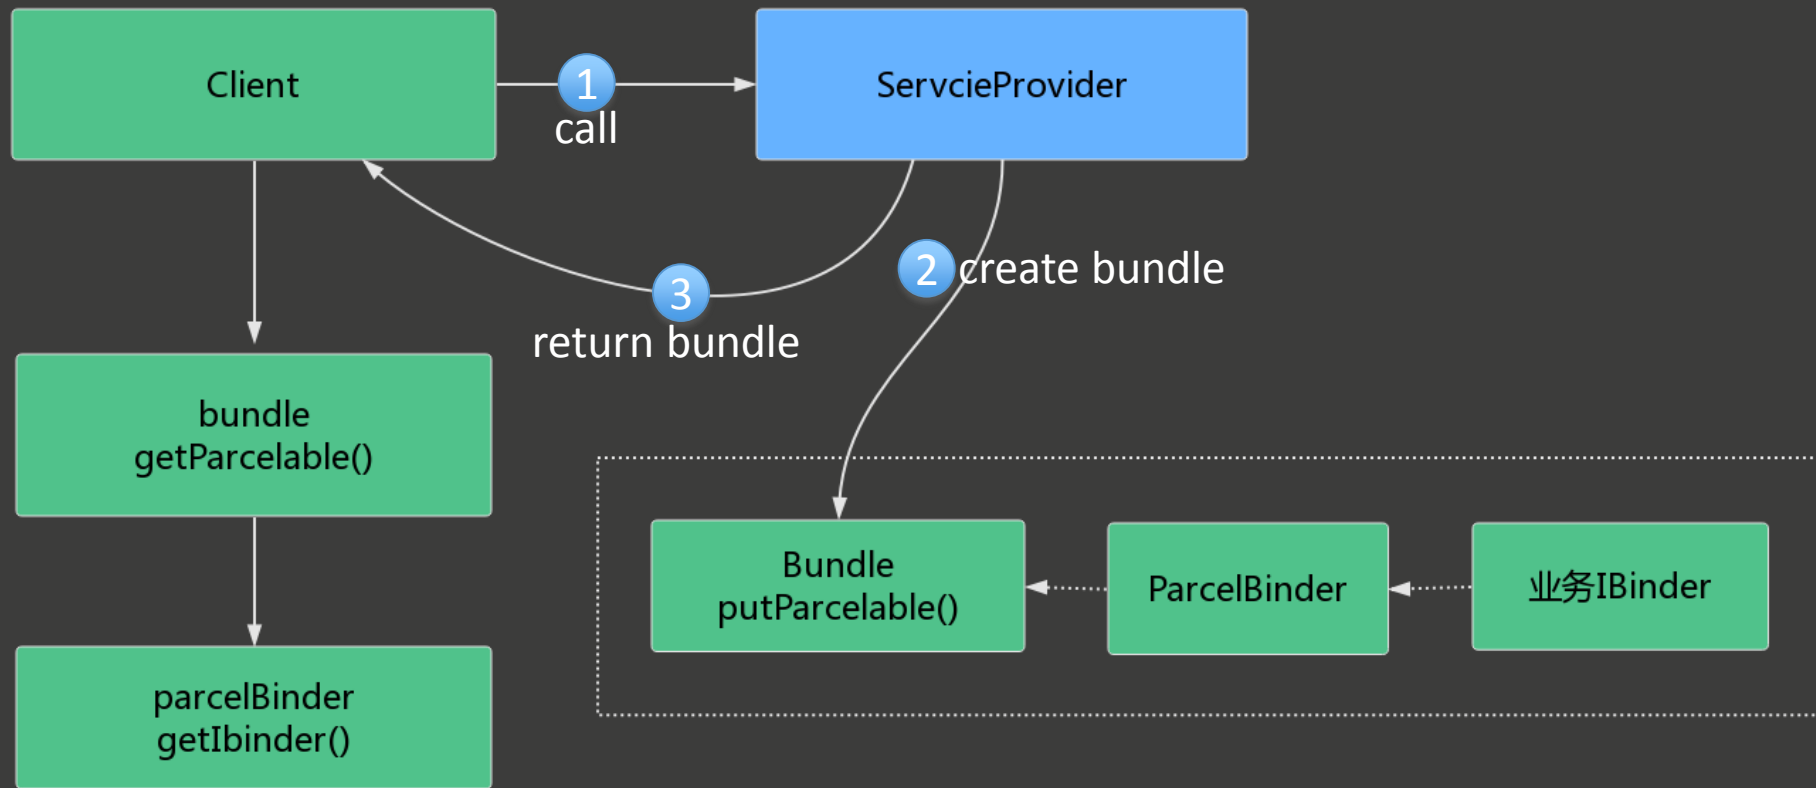 Client
1
call
ServcieProvider
2
create bundle
3
return bundle
bundle
getParcelable()
Bundle
putParcelable()
ParcelBinder
业务IBinder
parcelBinder
getIbinder()